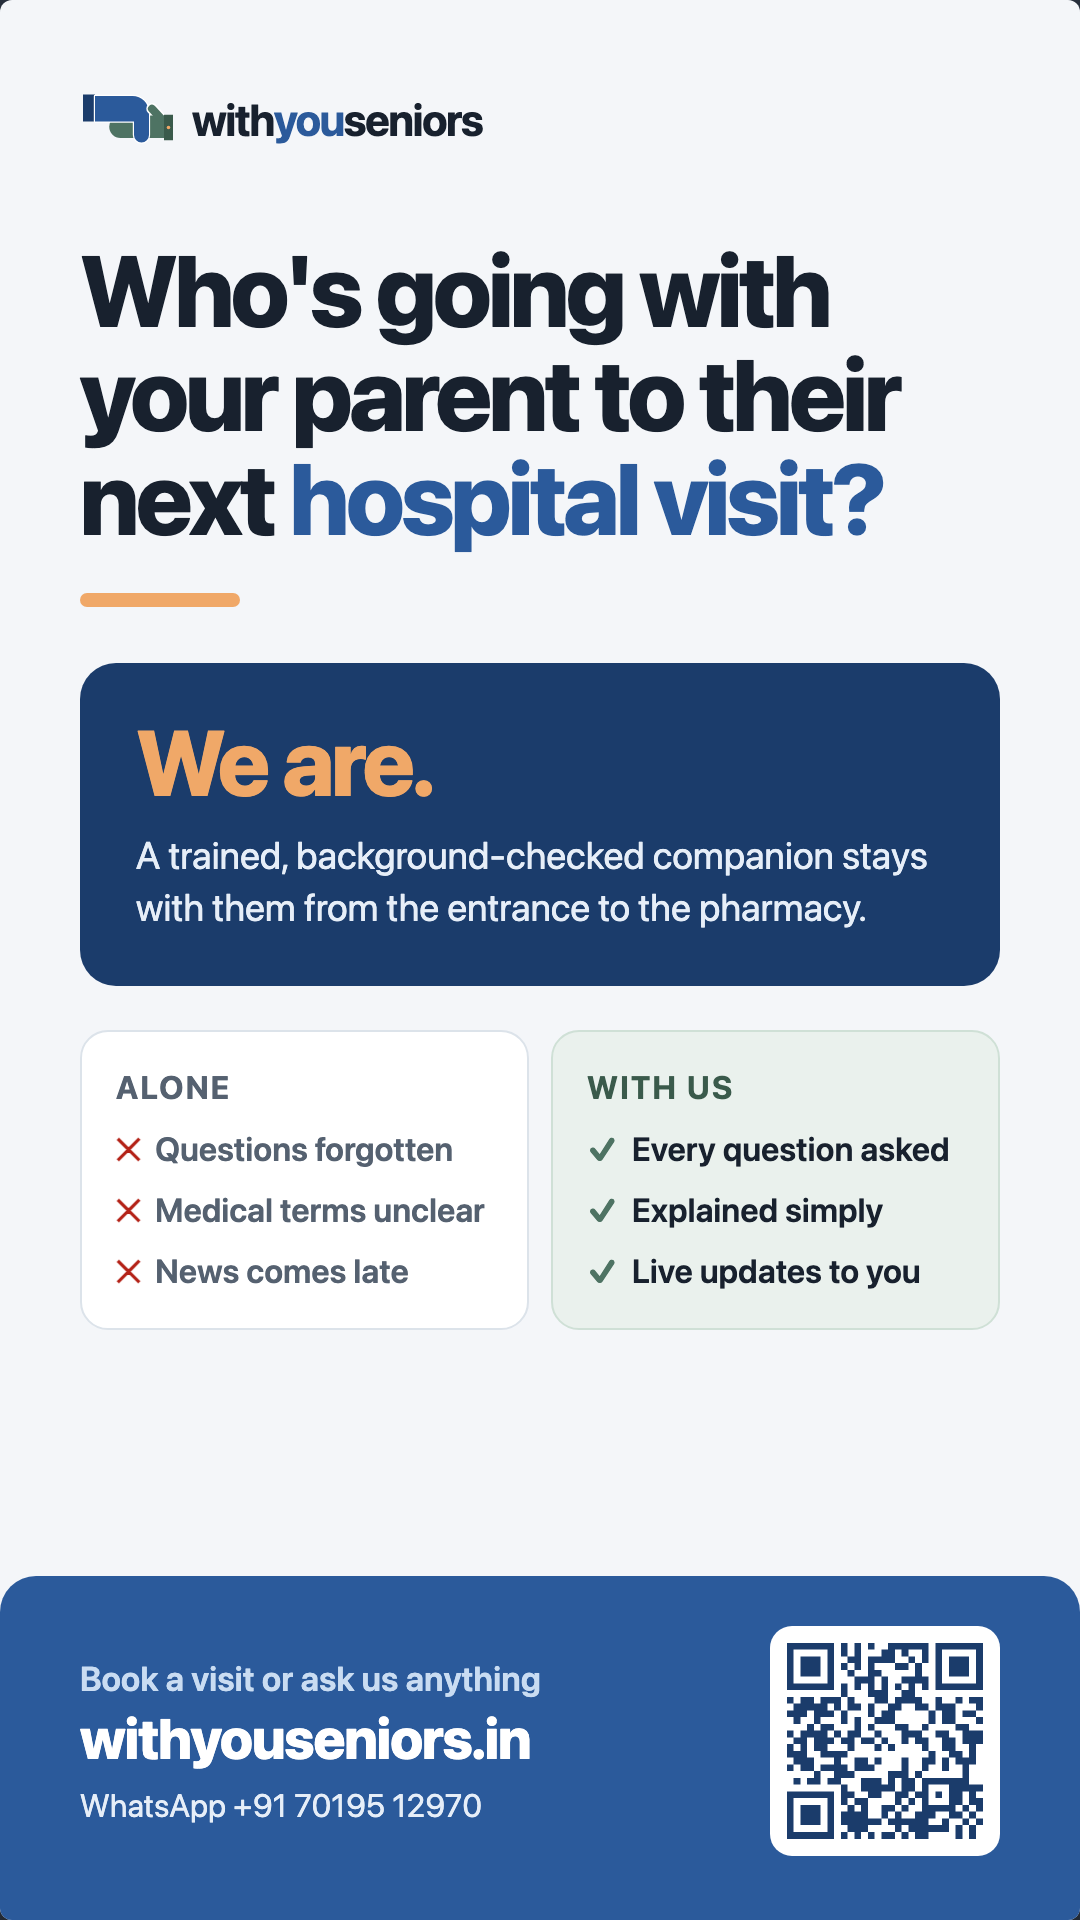 withyouseniors
Who's going with
your parent to their
next hospital visit?
We are.
A trained, background-checked companion stays
with them from the entrance to the pharmacy.
ALONE
Questions forgotten
Medical terms unclear
News comes late
WITH US
Every question asked
Explained simply
Live updates to you
Book a visit or ask us anything
withyouseniors.in
WhatsApp +91 70195 12970